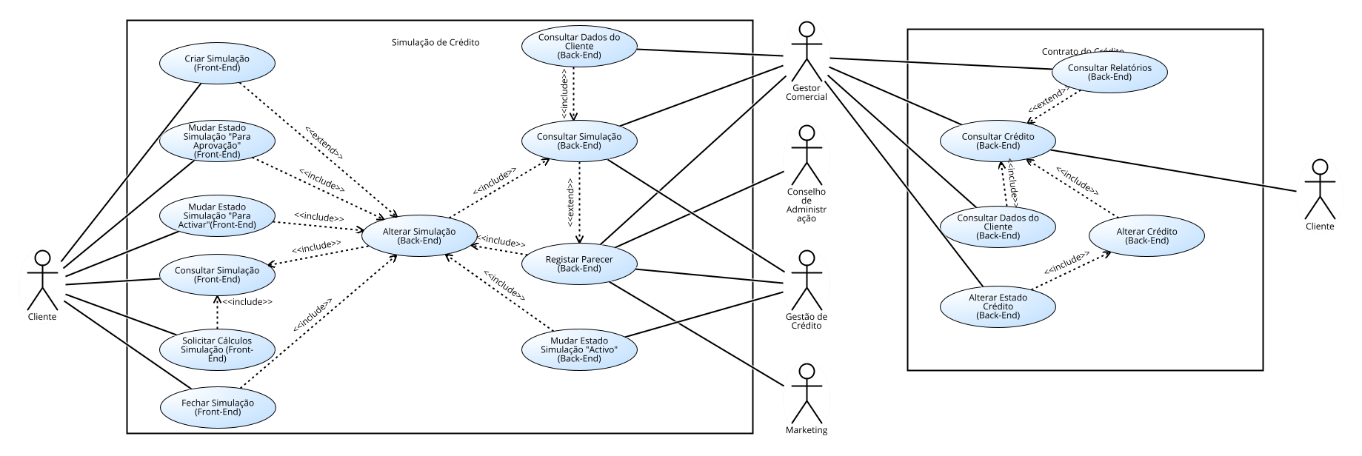 Simulação de Crédito
Criar Simulação
(Front-End)
<<extend>>
Mudar Estado
Simulação "Para
Aprovação"
(Front-End)
<<include>>
Mudar Estado
Simulação "Para
Activar"(Front-End)
<<include>>
Consultar Simulação
(Front-End)
<<include>>
<<include>>
Solicitar Cálculos
Simulação (Front-
End)
<<include>>
Fechar Simulação
(Front-End)
Cliente
Alterar Simulação
(Back-End)
<<include>>
Consultar Dados do
Cliente
(Back-End)
<<include>>
Consultar Simulação
(Back-End)
<<extend>>
<<include>>
Registar Parecer
(Back-End)
<<include>>
Mudar Estado
Simulação "Activo"
(Back-End)
Gestor
Comercial
Conselho
de
Administr
ação
Gestão de
Crédito
Marketing
Contrato do Crédito
Consultar Relatórios
(Back-End)
<<extend>>
Consultar Crédito
(Back-End)
<<include>>
<<include>>
Consultar Dados do
Cliente
(Back-End)
Alterar Crédito
(Back-End)
<<include>>
Alterar Estado
Crédito
(Back-End)
Cliente